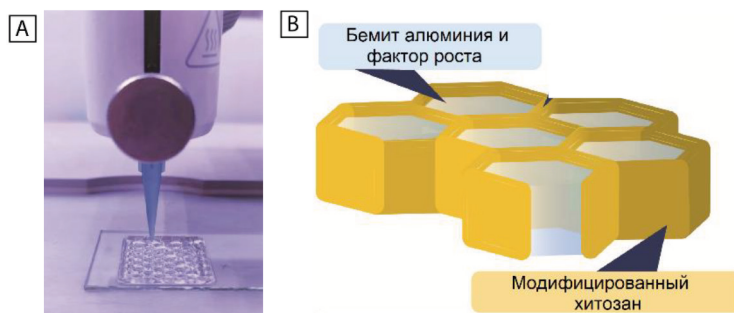 A
B
Бемит алюминия и
фактор роста
Модифицированный
хитозан